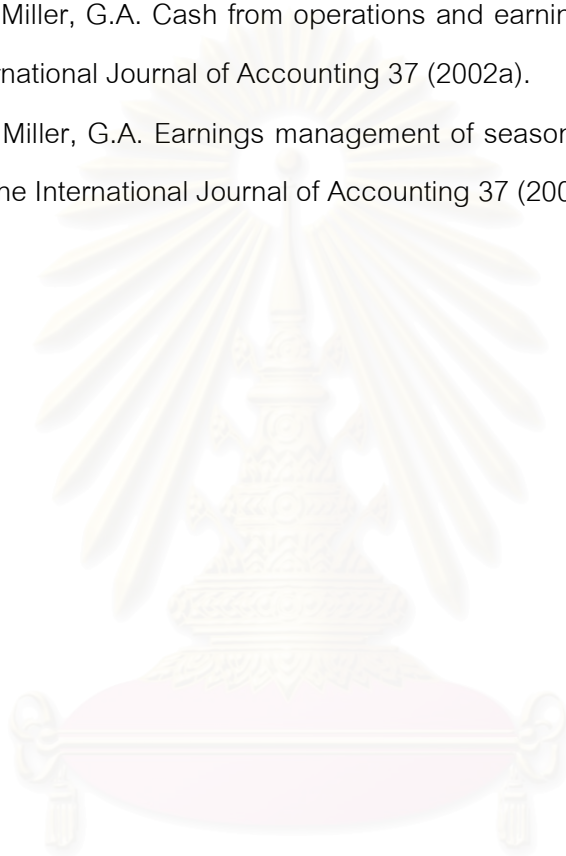 Miller, G.A. Cash from operations and earnin
rnational Journal of Accounting 37 (2002a).
Miller, G.A. Earnings management of season
he International Journal of Accounting 37 (200